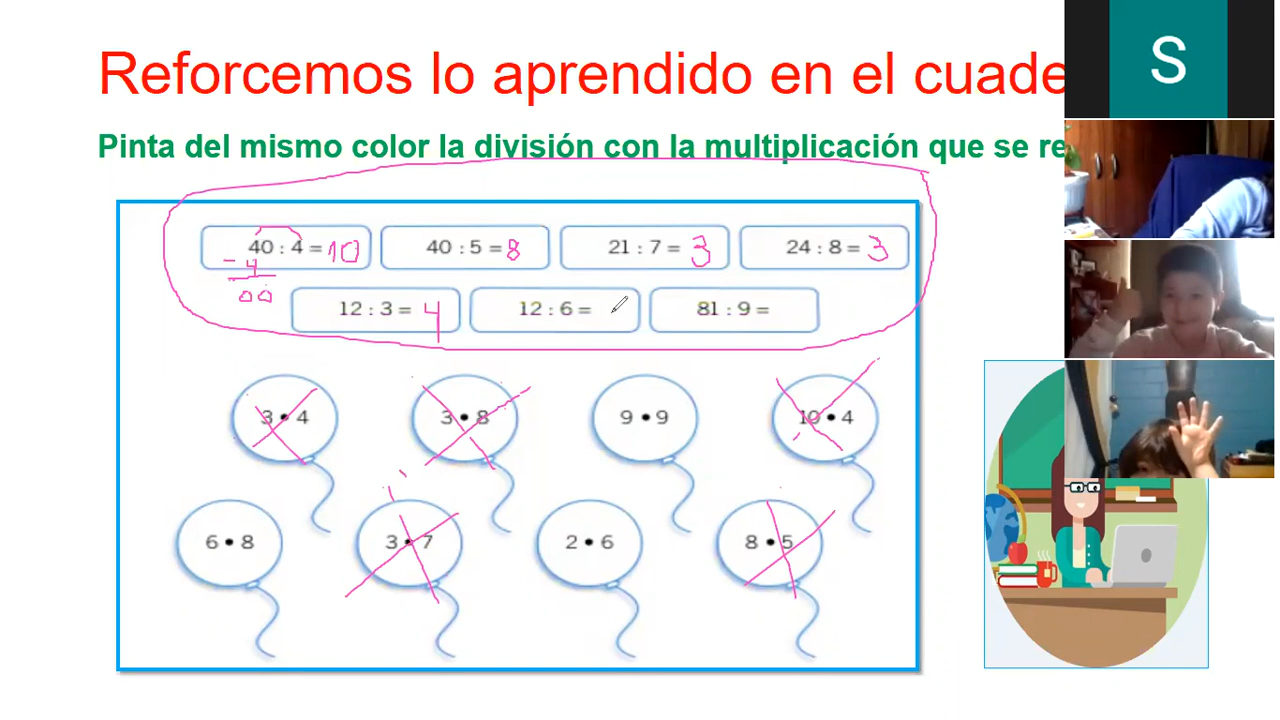 Reforcemos lo aprendido en el cuade
Pinta del mismo color la división con la multiplicación que se re
40 : 4 = 10
- 4
00
40 : 5 = 8
21 : 7 = 3
24 : 8 = 3
12 : 3 = 4
12 : 6 =
81 : 9 =
3 • 4
3 • 8
9 • 9
10 • 4
6 • 8
3 • 7
2 • 6
8 • 5
S